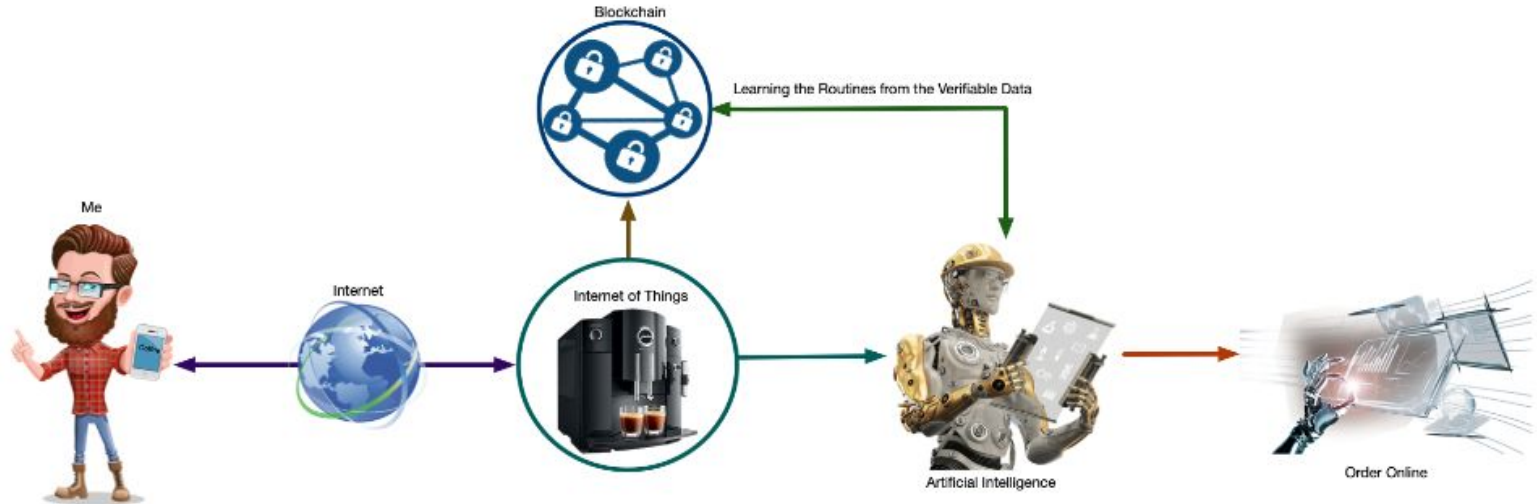 Blockchain
Learning the Routines from the Verifiable Data
Me
Internet
Internet of Things
Artificial Intelligence
Order Online